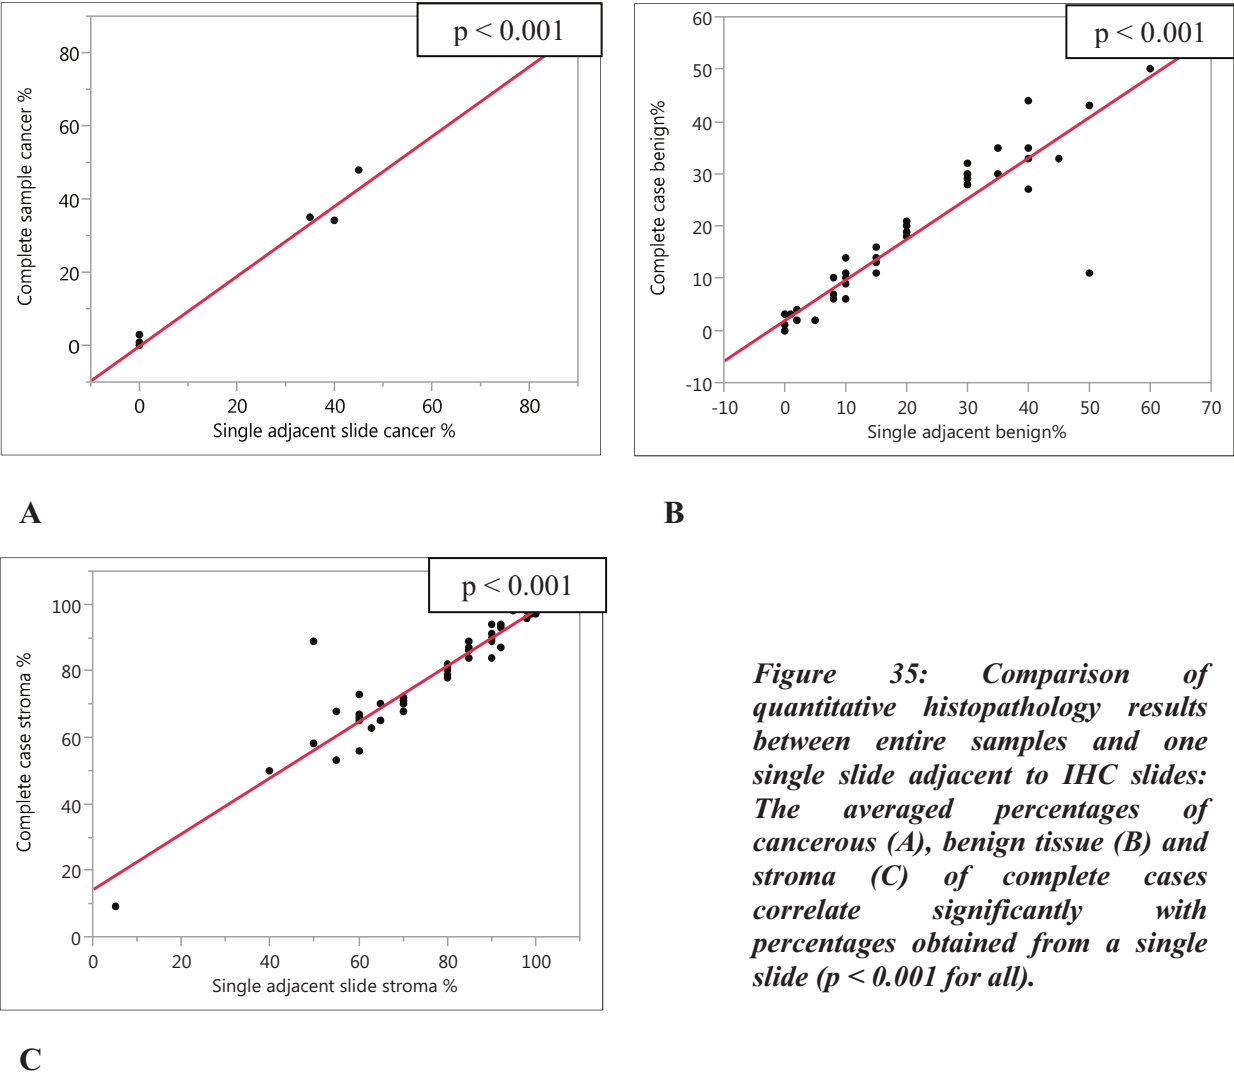 p < 0.001
80
60
40
20
0
Complete sample cancer %
0 20 40 60 80
Single adjacent slide cancer %
A
p < 0.001
60
50
40
30
20
10
0
-10
Complete case benign%
-10 0 10 20 30 40 50 60 70
Single adjacent benign%
B
p < 0.001
100
80
60
40
20
0
Complete case stroma %
0 20 40 60 80 100
Single adjacent slide stroma %
C
Figure 35: Comparison of
quantitative histopathology results
between entire samples and one
single slide adjacent to IHC slides:
The averaged percentages of
cancerous (A), benign tissue (B) and
stroma (C) of complete cases
correlate significantly with
percentages obtained from a single
slide (p < 0.001 for all).